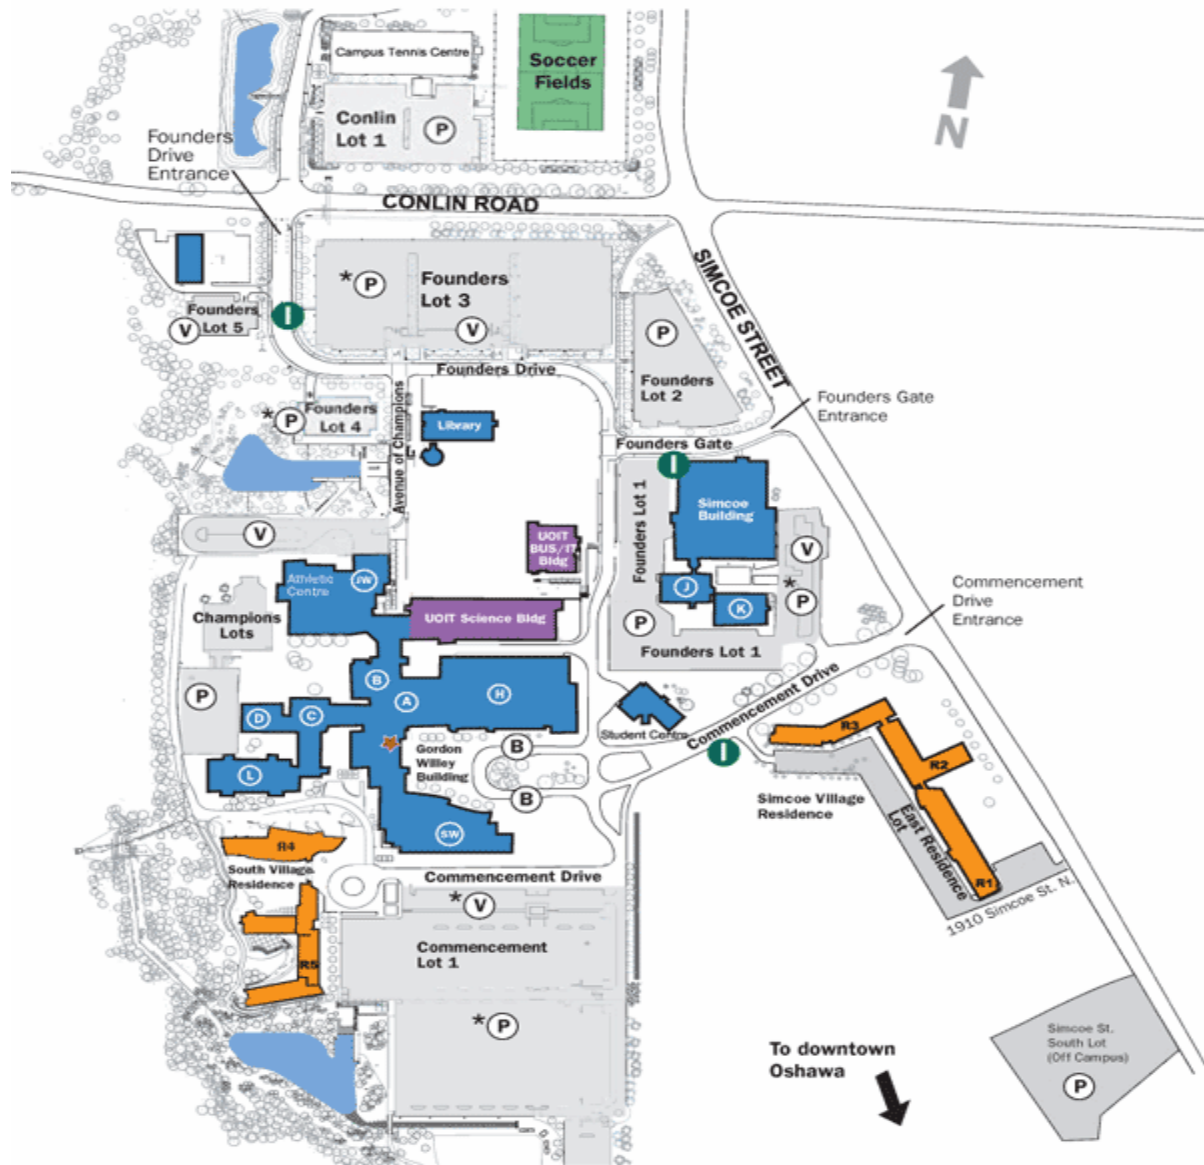 Campus Tennis Centre
Soccer
Fields
Conlin
Lot 1
P
N
Founders
Drive
Entrance
CONLIN ROAD
SIMCOE STREET
* P
Founders
Lot 3
V
Founders
Lot 5
V
I
P
Founders
Lot 2
Founders Drive
Founders Gate
Entrance
* P
Founders
Lot 4
Avenue of Champions
Library
Founders Gate
I
Founders Lot 1
Simcoe
Building
V
UOIT
BUS/IT
Bldg
V
Athletic
Centre
JW
J
K
* P
Commencement
Drive
Entrance
Champions
Lots
UOIT Science Bldg
P
Founders Lot 1
B
A
H
P
D
C
L
Student Centre
Commencement Drive
I
Gordon
Willey
Building
B
B
SW
R3
R2
R1
Simcoe Village
Residence
East Residence
Lot
1910 Simcoe St. N.
R4
South Village
Residence
R5
Commencement Drive
* V
Commencement
Lot 1
* P
To downtown
Oshawa
Simcoe St.
South Lot
(Off Campus)
P